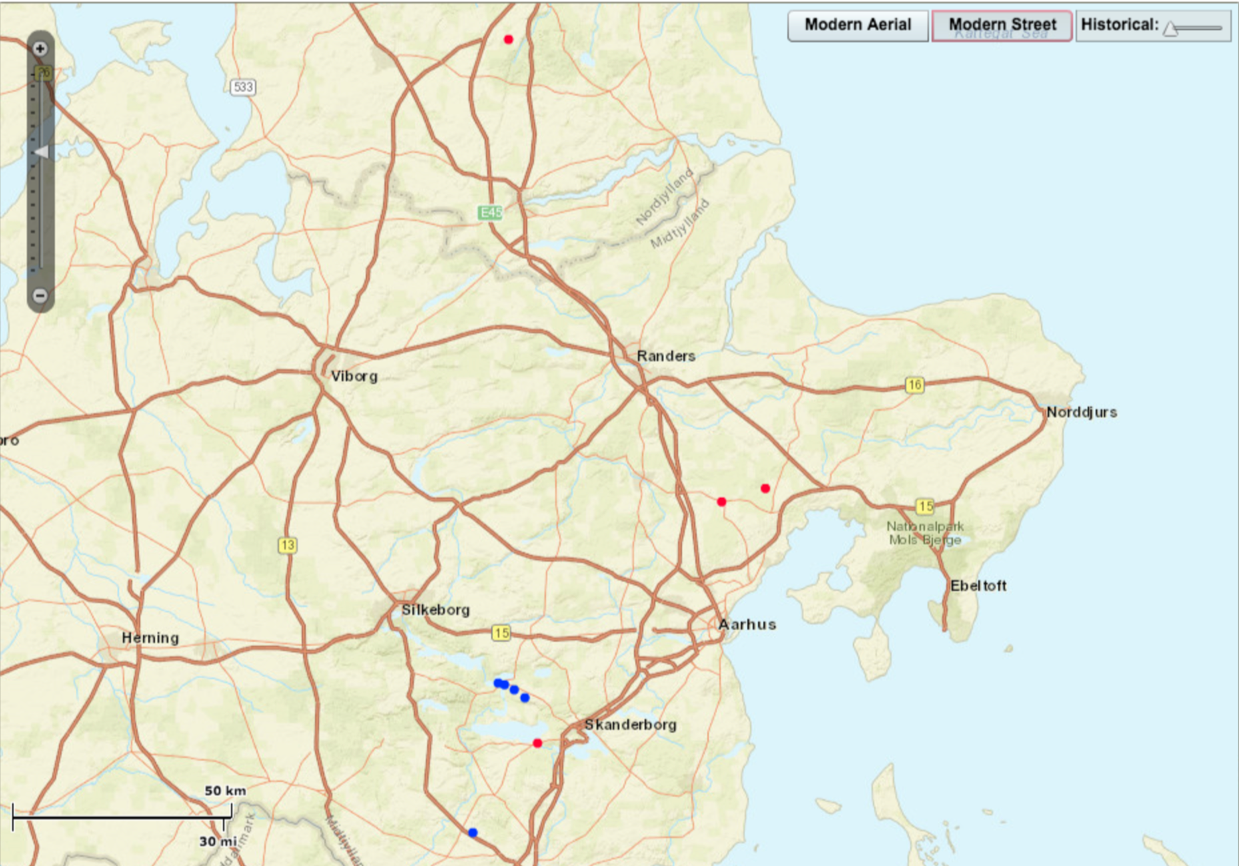 Modern Aerial
Modern Street
Historical:
Kattegat Sea
533
E45
Nordjylland
Midtjylland
Randers
16
Viborg
Norddjurs
15
Nationalpark
Mols Bjerge
13
Ebeltoft
Silkeborg
15
Aarhus
Herning
Skanderborg
50 km
30 mi